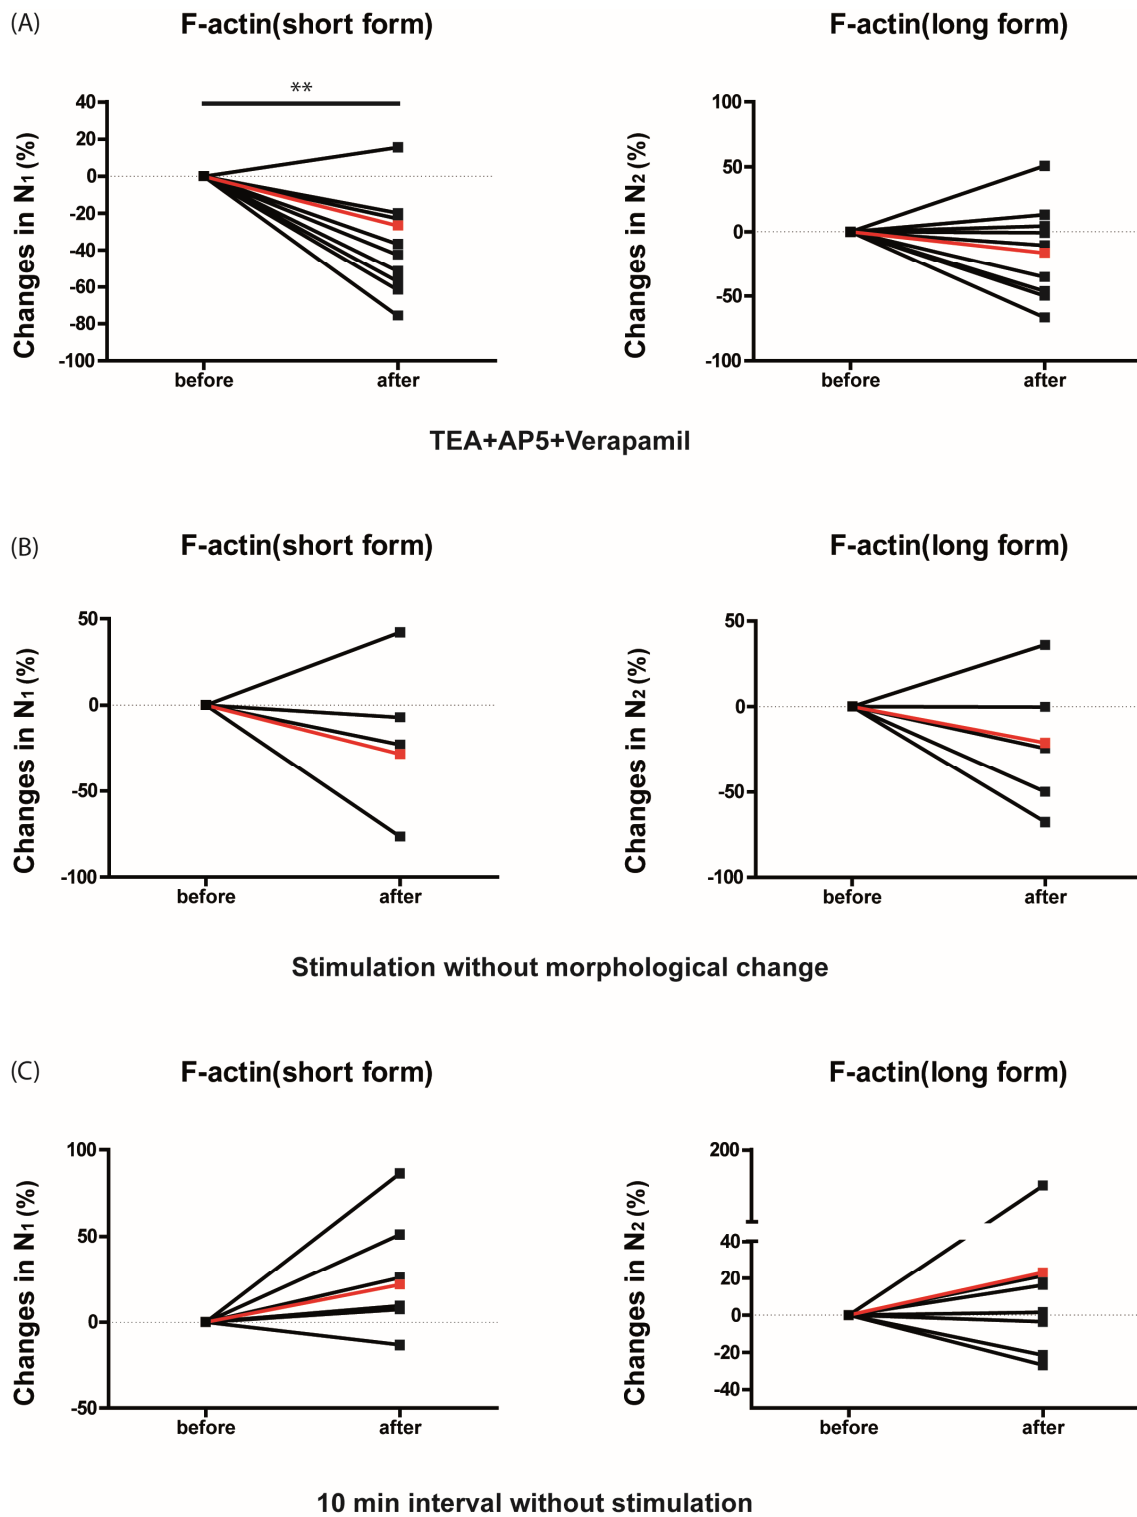 (A)
F-actin(short form)
F-actin(long form)
**
Changes in N1 (%)
40
20
0
-20
-40
-60
-80
-100
before
after
Changes in N2 (%)
100
50
0
-50
-100
before
after
TEA+AP5+Verapamil
(B)
F-actin(short form)
F-actin(long form)
Changes in N1 (%)
50
0
-50
-100
before
after
Changes in N2 (%)
50
0
-50
-100
before
after
Stimulation without morphological change
(C)
F-actin(short form)
F-actin(long form)
Changes in N1 (%)
100
50
0
-50
before
after
Changes in N2 (%)
200
40
20
0
-20
-40
before
after
10 min interval without stimulation